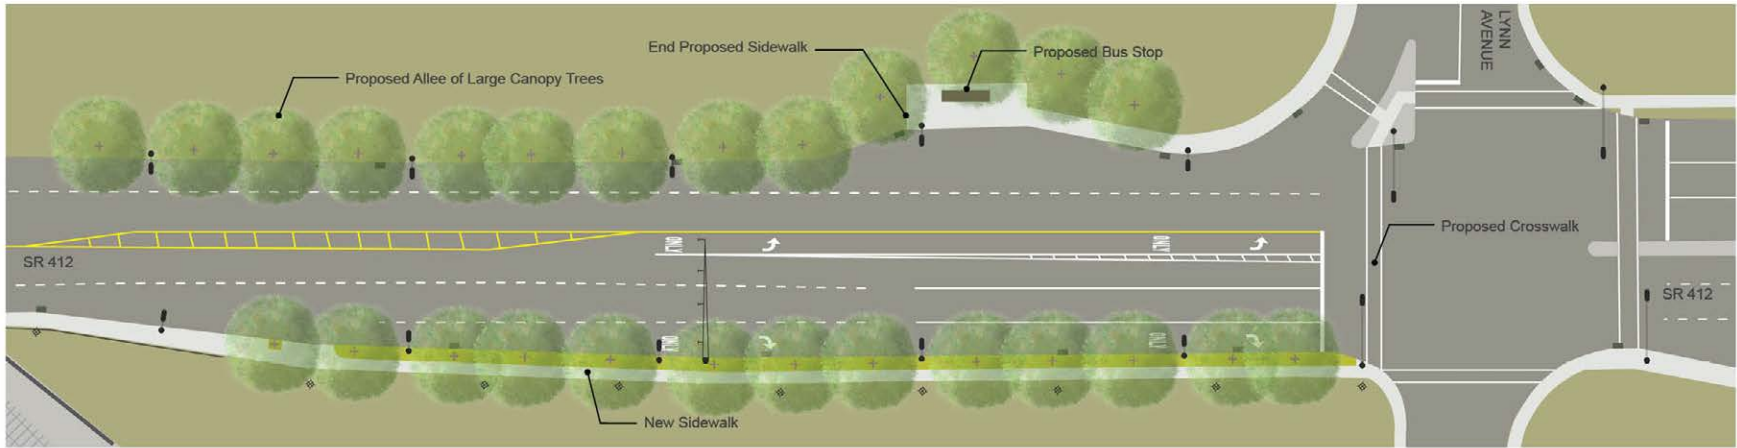 LYNN
AVENUE
End Proposed Sidewalk
Proposed Bus Stop
Proposed Allee of Large Canopy Trees
Proposed Crosswalk
ONLY
ONLY
SR 412
SR 412
ONLY
ONLY
New Sidewalk